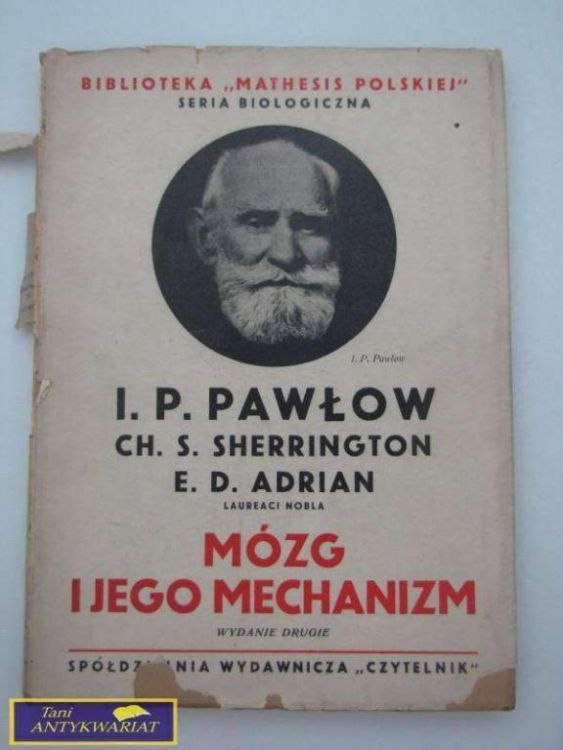 BIBLIOTEKA „MATHESIS POLSKIEJ"
SERIA BIOLOGICZNA
I. P. Pawłow
I. P. PAWŁOW
CH. S. SHERRINGTON
E. D. ADRIAN
LAUREACI NOBLA
MÓZG
I JEGO MECHANIZM
WYDANIE DRUGIE
SPÓŁDZIELNIA WYDAWNICZA „CZYTELNIK"
Tani
ANTYKWARIAT